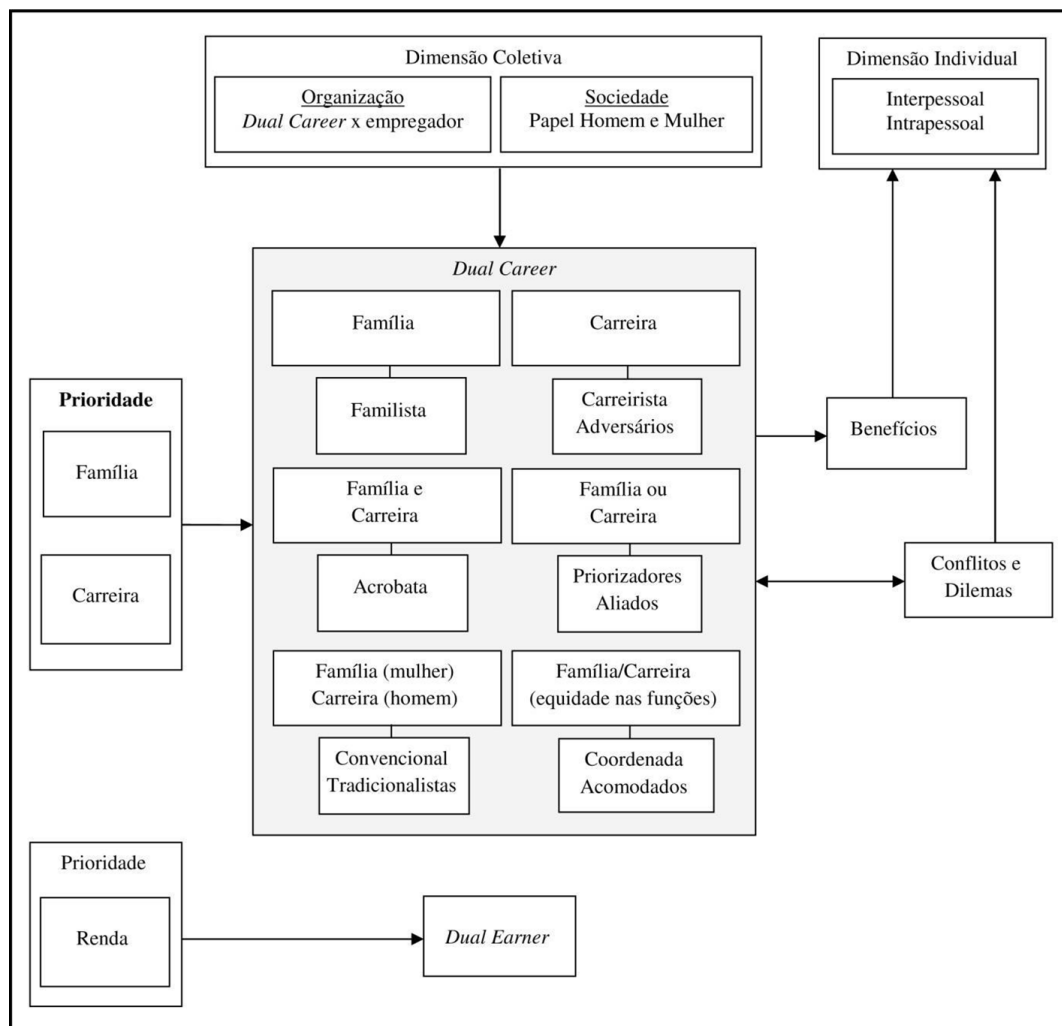 Dimensão Coletiva
Organização
Dual Career x empregador
Sociedade
Papel Homem e Mulher
Dimensão Individual
Interpessoal
Intrapessoal
Dual Career
Família
Carreira
Familista
Carreirista
Adversários
Família e
Carreira
Família ou
Carreira
Acrobata
Priorizadores
Aliados
Família (mulher)
Carreira (homem)
Família/Carreira
(equidade nas funções)
Convencional
Tradicionalistas
Coordenada
Acomodados
Prioridade
Família
Carreira
Benefícios
Conflitos e
Dilemas
Prioridade
Renda
Dual Earner